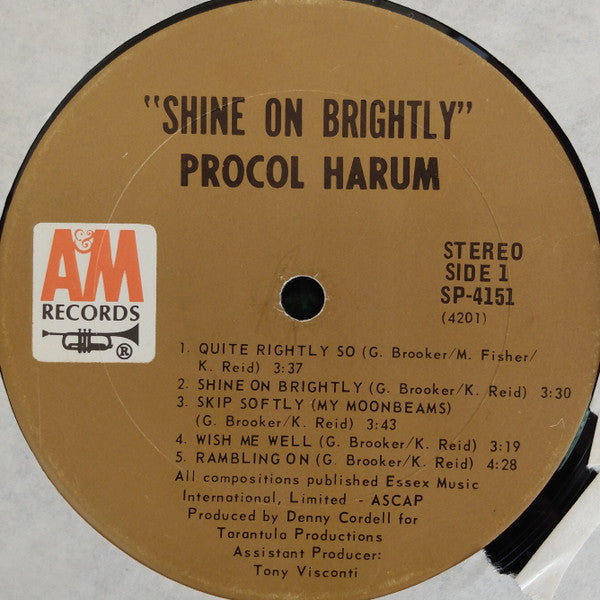 "SHINE ON BRIGHTLY"
PROCOL HARUM
A&M
RECORDS
®
STEREO
SIDE 1
SP-4151
(4201)
1. QUITE RIGHTLY SO (G. Brooker/M. Fisher/
K. Reid) 3:37
2. SHINE ON BRIGHTLY (G. Brooker/K. Reid) 3:30
3. SKIP SOFTLY (MY MOONBEAMS)
(G. Brooker/K. Reid) 3:43
4. WISH ME WELL (G. Brooker/K. Reid) 3:19
5. RAMBLING ON (G. Brooker/K. Reid) 4:28
All compositions published Essex Music
International, Limited - ASCAP
Produced by Denny Cordell for
Tarantula Productions
Assistant Producer:
Tony Visconti